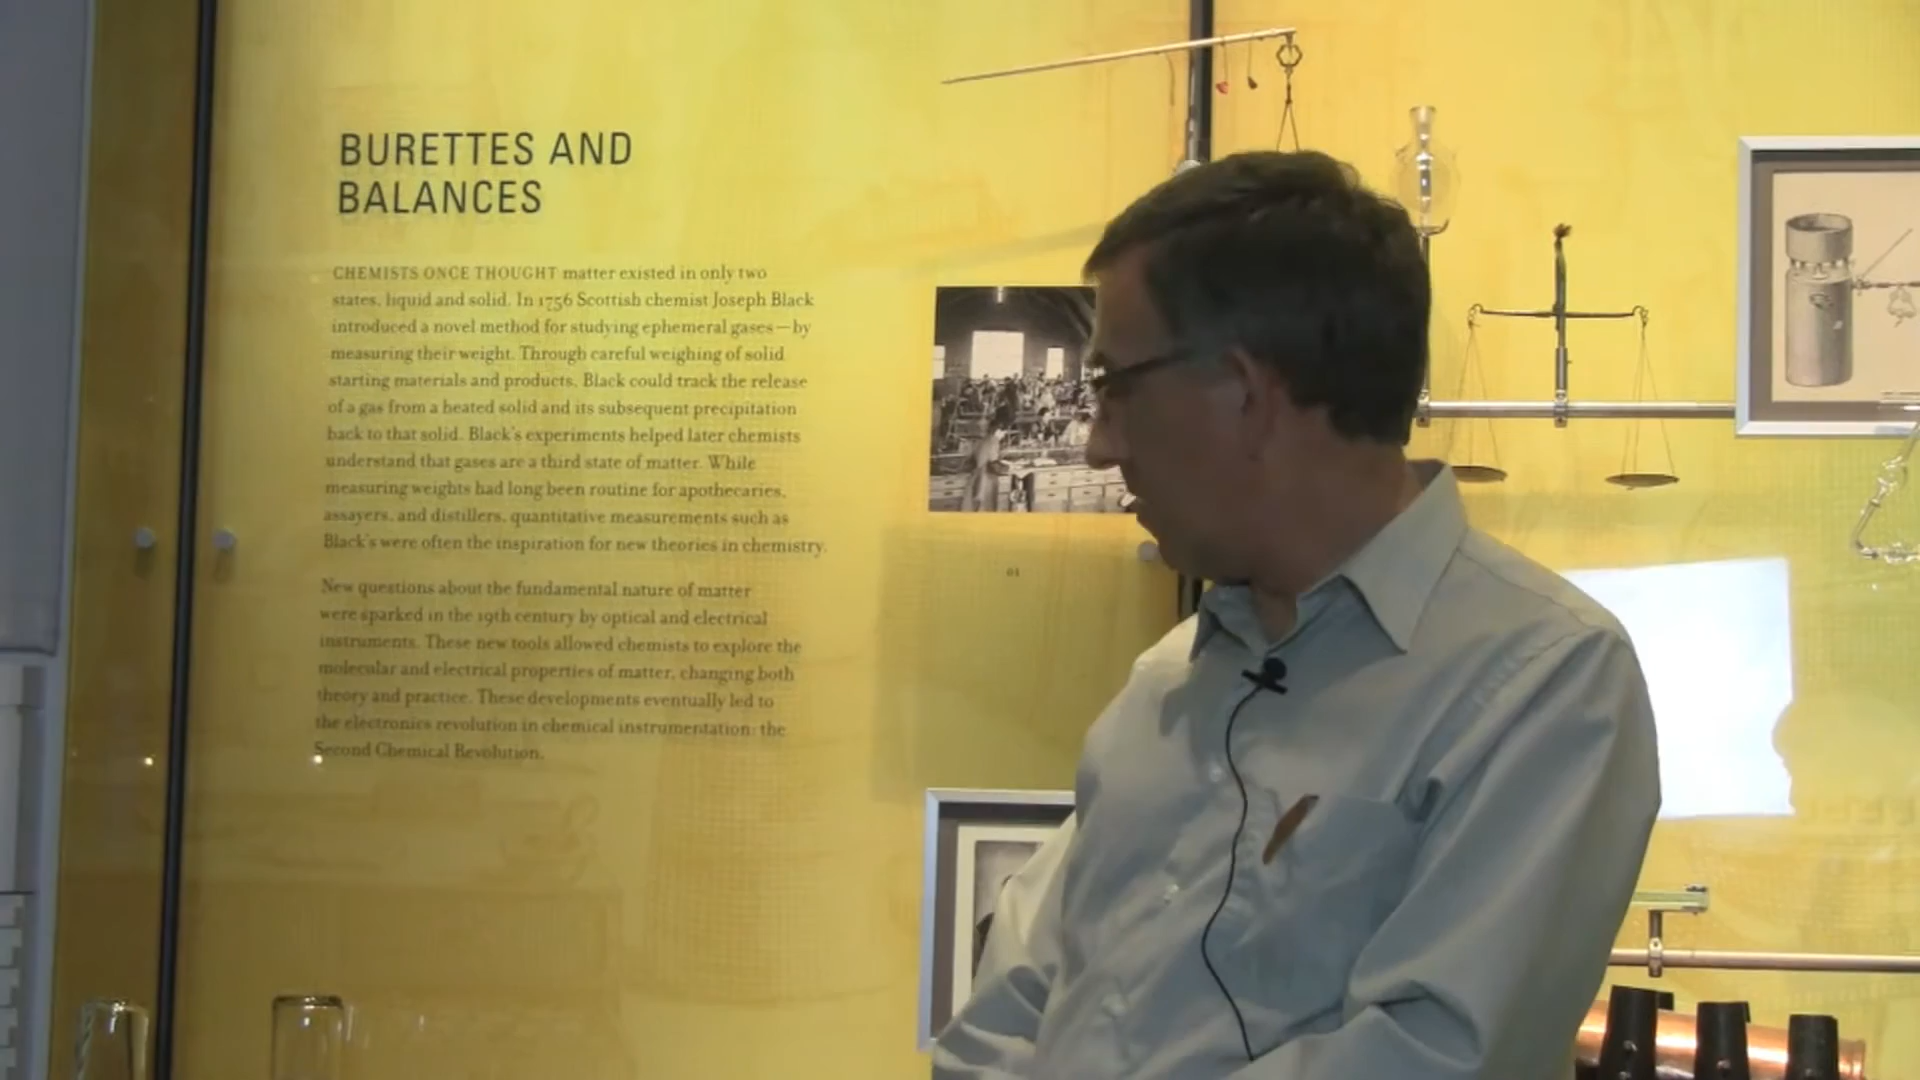 BURETTES AND
BALANCES
CHEMISTS ONCE THOUGHT matter existed in only two
states, liquid and solid. In 1756 Scottish chemist Joseph Black
introduced a novel method for studying ephemeral gases—by
measuring their weight. Through careful weighing of solid
starting materials and products, Black could track the release
of a gas from a heated solid and its subsequent precipitation
back to that solid. Black's experiments helped later chemists
understand that gases are a third state of matter. While
measuring weights had long been routine for apothecaries,
assayers, and distillers, quantitative measurements such as
Black's were often the inspiration for new theories in chemistry.
New questions about the fundamental nature of matter
were sparked in the 19th century by optical and electrical
instruments. These new tools allowed chemists to explore the
molecular and electrical properties of matter, changing both
theory and practice. These developments eventually led to
the electronics revolution in chemical instrumentation: the
Second Chemical Revolution.